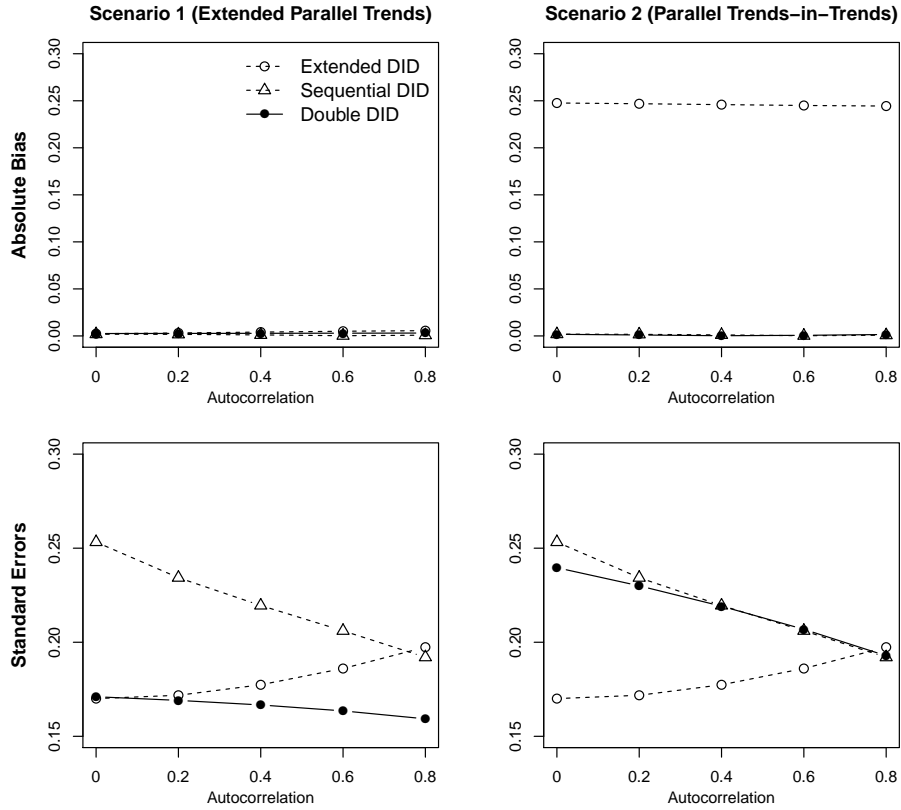 Scenario 1 (Extended Parallel Trends)
Scenario 2 (Parallel Trends−in−Trends)
Absolute Bias
0.30
0.25
0.20
0.15
0.10
0.05
0.00
Extended DID
Sequential DID
Double DID
0 0.2 0.4 0.6 0.8
Autocorrelation
0.30
0.25
0.20
0.15
0.10
0.05
0.00
0 0.2 0.4 0.6 0.8
Autocorrelation
Standard Errors
0.30
0.25
0.20
0.15
0 0.2 0.4 0.6 0.8
Autocorrelation
0.30
0.25
0.20
0.15
0 0.2 0.4 0.6 0.8
Autocorrelation